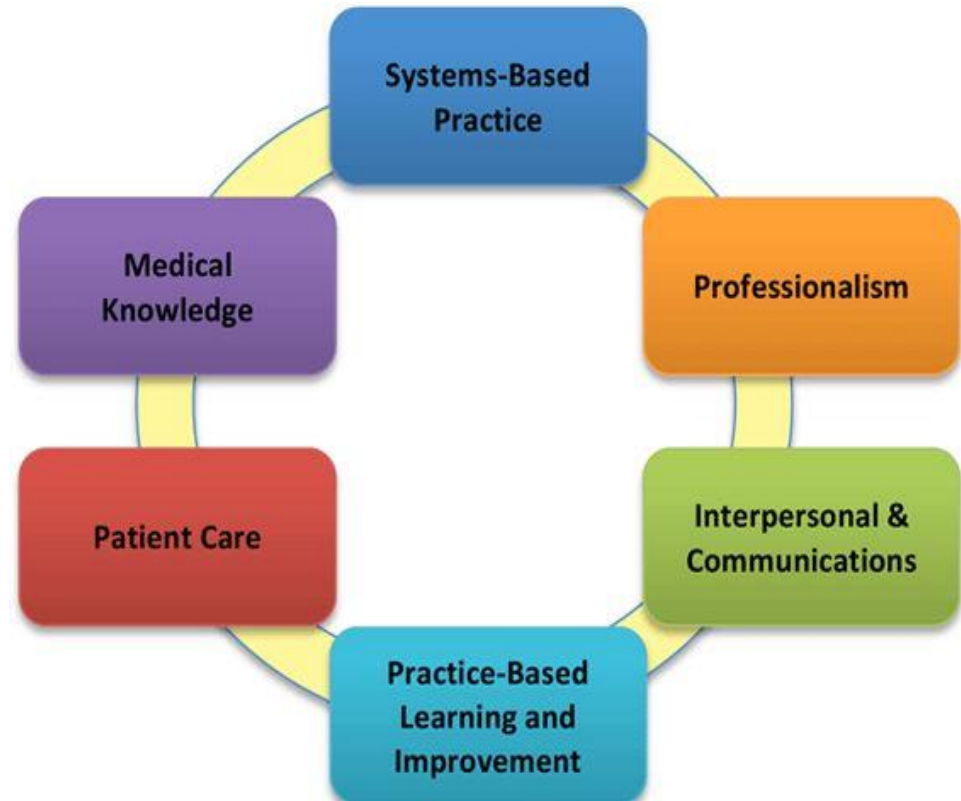 Systems-Based
Practice
Professionalism
Interpersonal &
Communications
Practice-Based
Learning and
Improvement
Patient Care
Medical
Knowledge